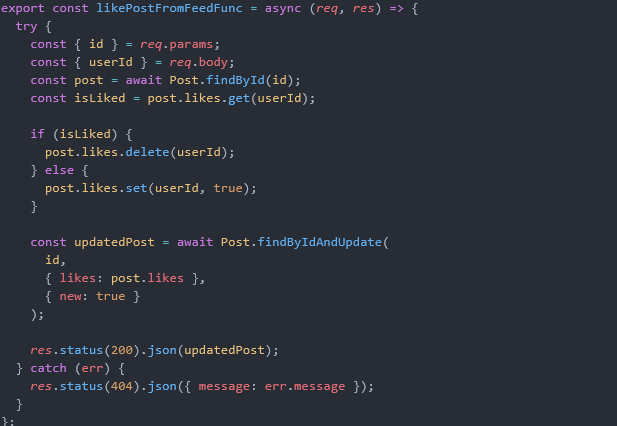 export const likePostFromFeedFunc = async (req, res) => {
  try {
    const { id } = req.params;
    const { userId } = req.body;
    const post = await Post.findById(id);
    const isLiked = post.likes.get(userId);

    if (isLiked) {
      post.likes.delete(userId);
    } else {
      post.likes.set(userId, true);
    }

    const updatedPost = await Post.findByIdAndUpdate(
      id,
      { likes: post.likes },
      { new: true }
    );

    res.status(200).json(updatedPost);
  } catch (err) {
    res.status(404).json({ message: err.message });
  }
};